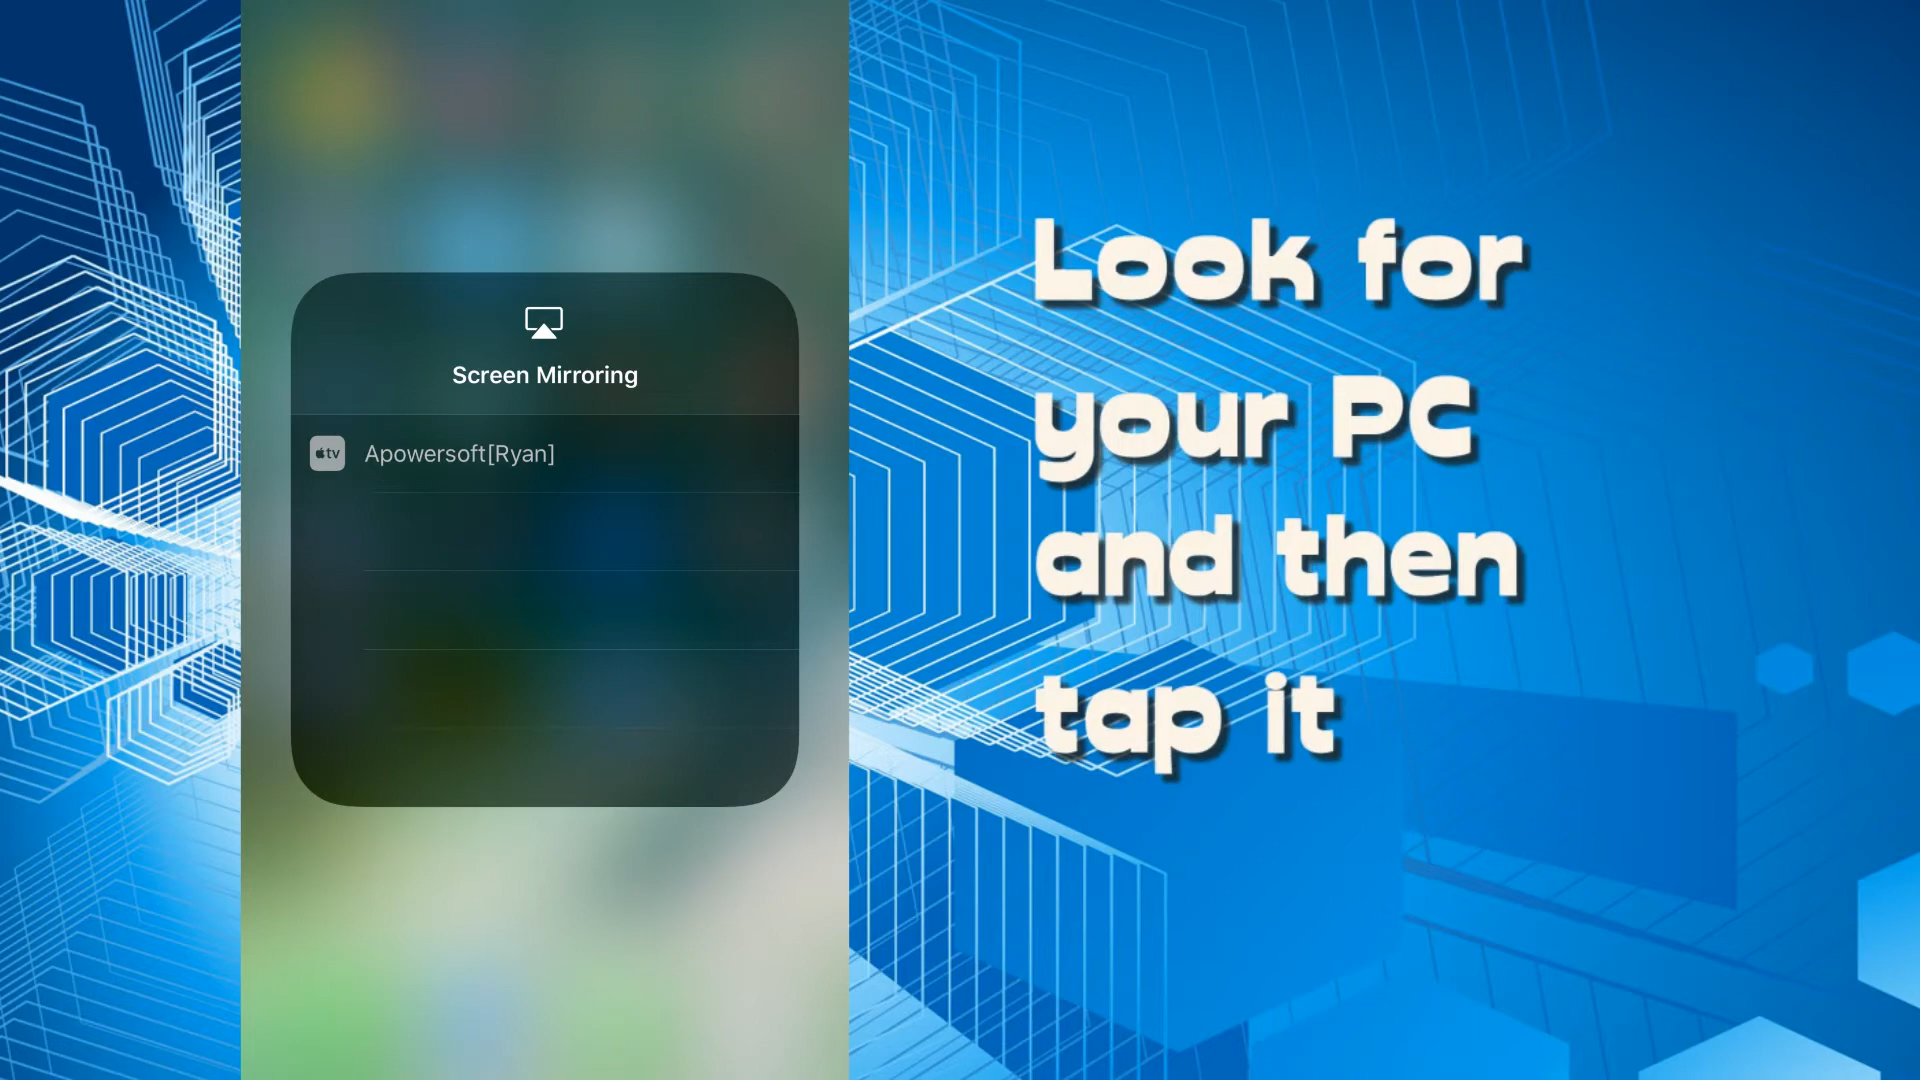 Screen Mirroring
tv
Apowersoft[Ryan]
Look for
your PC
and then
tap it